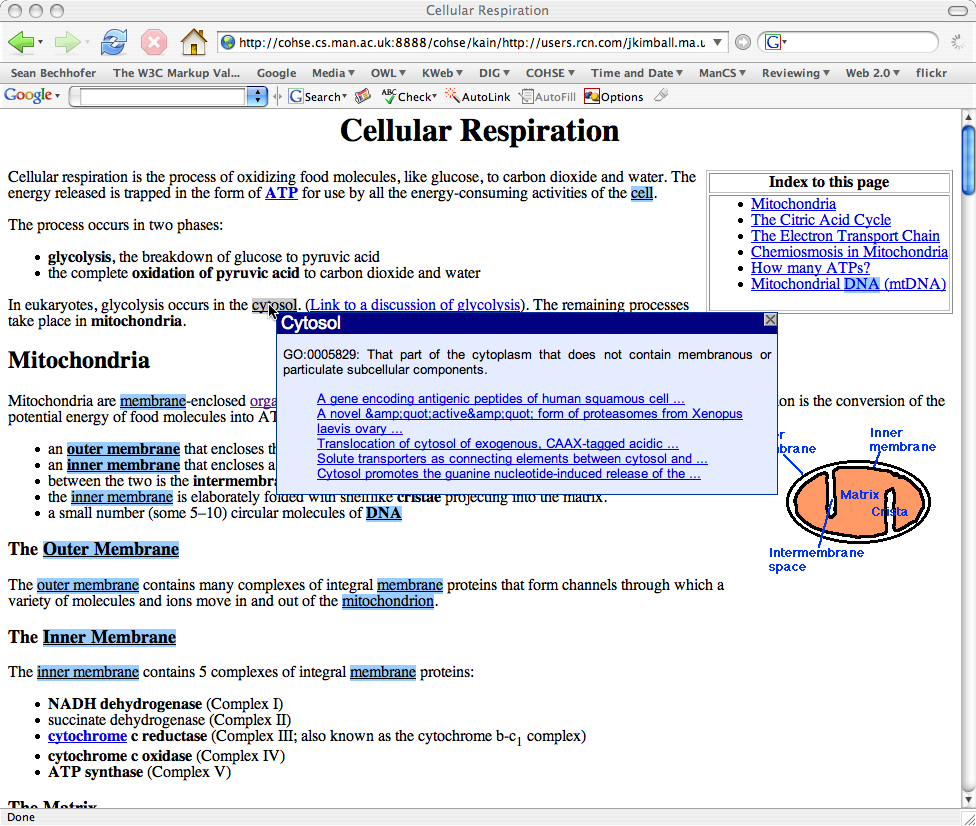 Cellular Respiration
http://cohse.cs.man.ac.uk:8888/cohse/kain/http://users.rcn.com/jkimball.ma.u
G
Sean Bechhofer The W3C Markup Val... Google Media OWL KWeb DIG COHSE Time and Date ManCS Reviewing Web 2.0 flickr
Google G Search ABC Check AutoLink AutoFill Options
Cellular Respiration
Cellular respiration is the process of oxidizing food molecules, like glucose, to carbon dioxide and water. The
energy released is trapped in the form of ATP for use by all the energy-consuming activities of the cell.
Index to this page
Mitochondria
The Citric Acid Cycle
The Electron Transport Chain
Chemiosmosis in Mitochondria
How many ATPs?
Mitochondrial DNA (mtDNA)
The process occurs in two phases:
• glycolysis, the breakdown of glucose to pyruvic acid
• the complete oxidation of pyruvic acid to carbon dioxide and water
In eukaryotes, glycolysis occurs in the cytosol. (Link to a discussion of glycolysis). The remaining processes
take place in mitochondria.
Cytosol
GO:0005829: That part of the cytoplasm that does not contain membranous or
particulate subcellular components.
A gene encoding antigenic peptides of human squamous cell ...
A novel &amp;quot;active&amp;quot; form of proteasomes from Xenopus
laevis ovary ...
Translocation of cytosol of exogenous, CAAX-tagged acidic ...
Solute transporters as connecting elements between cytosol and ...
Cytosol promotes the guanine nucleotide-induced release of the ...
Mitochondria
Mitochondria are membrane-enclosed on is the conversion of the
potential energy of food molecules into
• an outer membrane that encloses
• an inner membrane that encloses a
• between the two is the
• the inner membrane is elaborately folded with shelflike cristae projecting into the matrix.
• a small number (some 5–10) circular molecules of DNA
Inner
membrane
Matrix
Crista
Intermembrane
space
The Outer Membrane
The outer membrane contains many complexes of integral membrane proteins that form channels through which a
variety of molecules and ions move in and out of the mitochondrion.
The Inner Membrane
The inner membrane contains 5 complexes of integral membrane proteins:
• NADH dehydrogenase (Complex I)
• succinate dehydrogenase (Complex II)
• cytochrome c reductase (Complex III; also known as the cytochrome b-c1 complex)
• cytochrome c oxidase (Complex IV)
• ATP synthase (Complex V)
The Matrix
Done